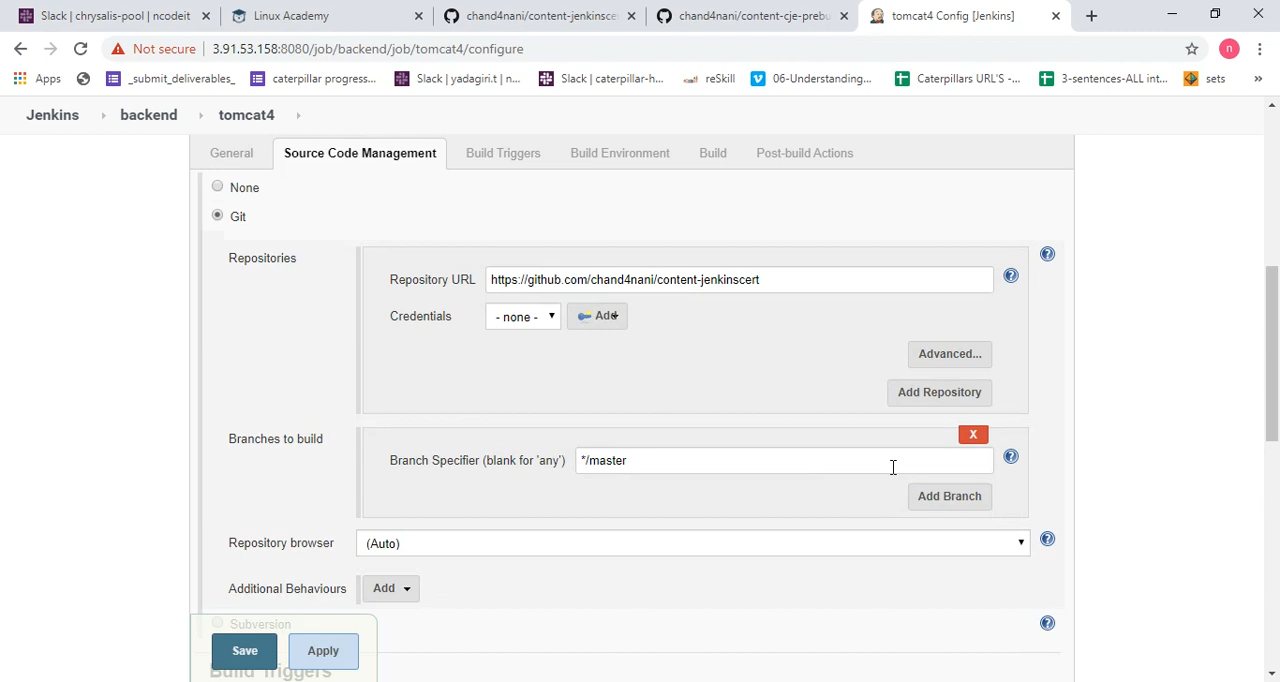 Slack | chrysalis-pool | ncodeit
Linux Academy
chand4nani/content-jenkinsce
chand4nani/content-cje-prebu
tomcat4 Config [Jenkins]
Not secure | 3.91.53.158:8080/job/backend/job/tomcat4/configure
n
Apps
_submit_deliverables_
caterpillar progress...
Slack | yadagiri.t | n...
Slack | caterpillar-h...
reSkill
06-Understanding...
Caterpillars URL'S -...
3-sentences-ALL int...
sets
»
Jenkins
backend
tomcat4
General
Source Code Management
Build Triggers
Build Environment
Build
Post-build Actions
None
Git
Repositories
Repository URL
https://github.com/chand4nani/content-jenkinscert
Credentials
- none -
Add
Advanced...
Add Repository
Branches to build
X
Branch Specifier (blank for 'any')
*/master
Add Branch
Repository browser
(Auto)
Additional Behaviours
Add
Subversion
Save
Apply
Build Triggers